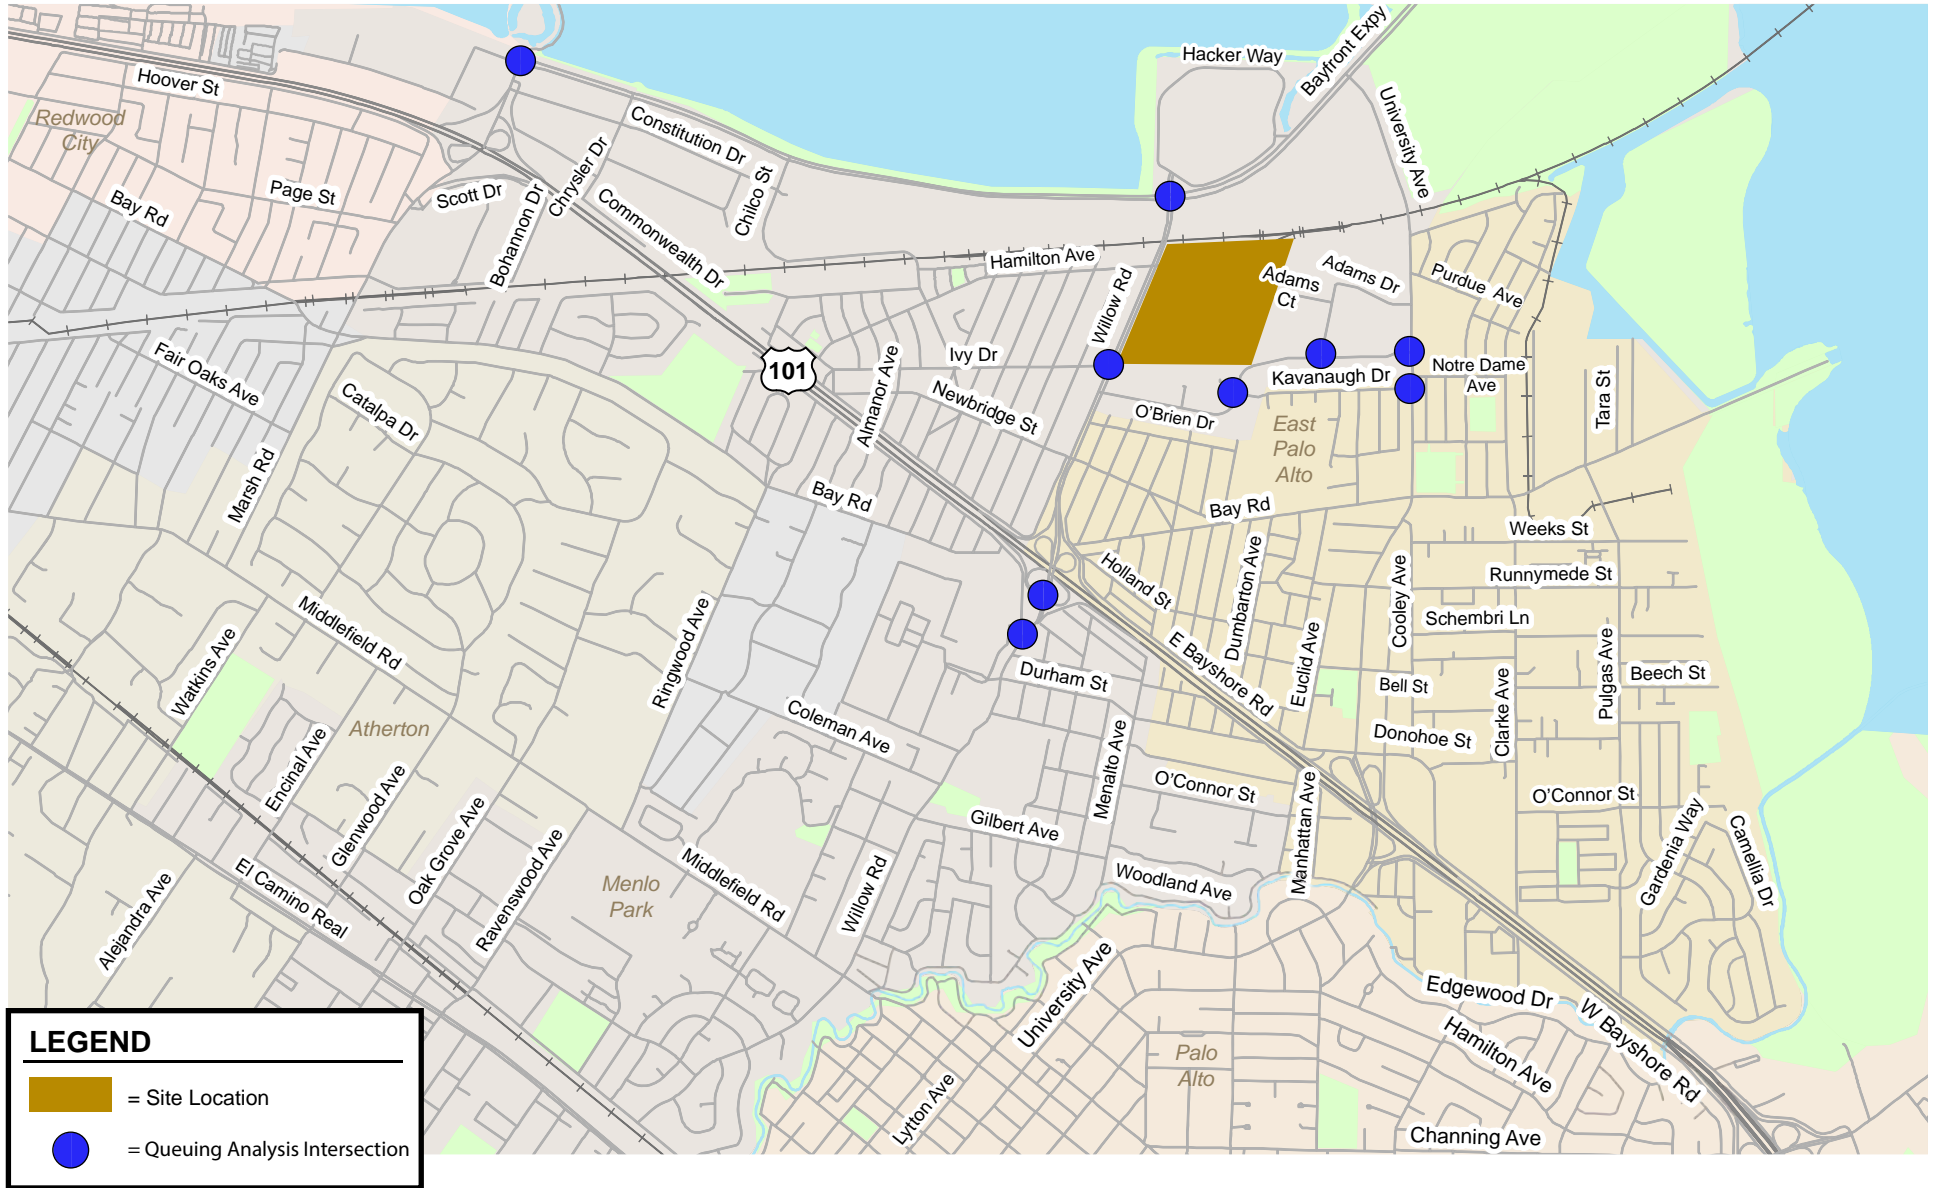 Hoover St
Redwood
City
Bay Rd
Page St
Scott Dr
Bohannon Dr
Chrysler Dr
Constitution Dr
Commonwealth Dr
Chilco St
Hacker Way
Bayfront Expy
University Ave
Hamilton Ave
Willow Rd
Adams
Ct
Adams Dr
Purdue Ave
Fair Oaks Ave
Catalpa Dr
Marsh Rd
101
Almanor Ave
Ivy Dr
Newbridge St
O'Brien Dr
Kavanaugh Dr
Notre Dame
Ave
Tara St
East
Palo
Alto
Bay Rd
Bay Rd
Weeks St
Holland St
Dumbarton Ave
Cooley Ave
Runnymede St
Schembri Ln
Middlefield Rd
Watkins Ave
Ringwood Ave
Durham St
E Bayshore Rd
Euclid Ave
Bell St
Clarke Ave
Pulgas Ave
Beech St
Atherton
Encinal Ave
Glenwood Ave
Coleman Ave
Menalto Ave
Donohoe St
O'Connor St
Manhattan Ave
O'Connor St
Gardenia Way
Camellia Dr
Oak Grove Ave
Ravenswood Ave
Gilbert Ave
El Camino Real
Alejandra Ave
Menlo
Park
Middlefield Rd
Willow Rd
Woodland Ave
University Ave
Edgewood Dr
W Bayshore Rd
Hamilton Ave
Palo
Alto
Lytton Ave
Channing Ave
LEGEND
= Site Location
= Queuing Analysis Intersection